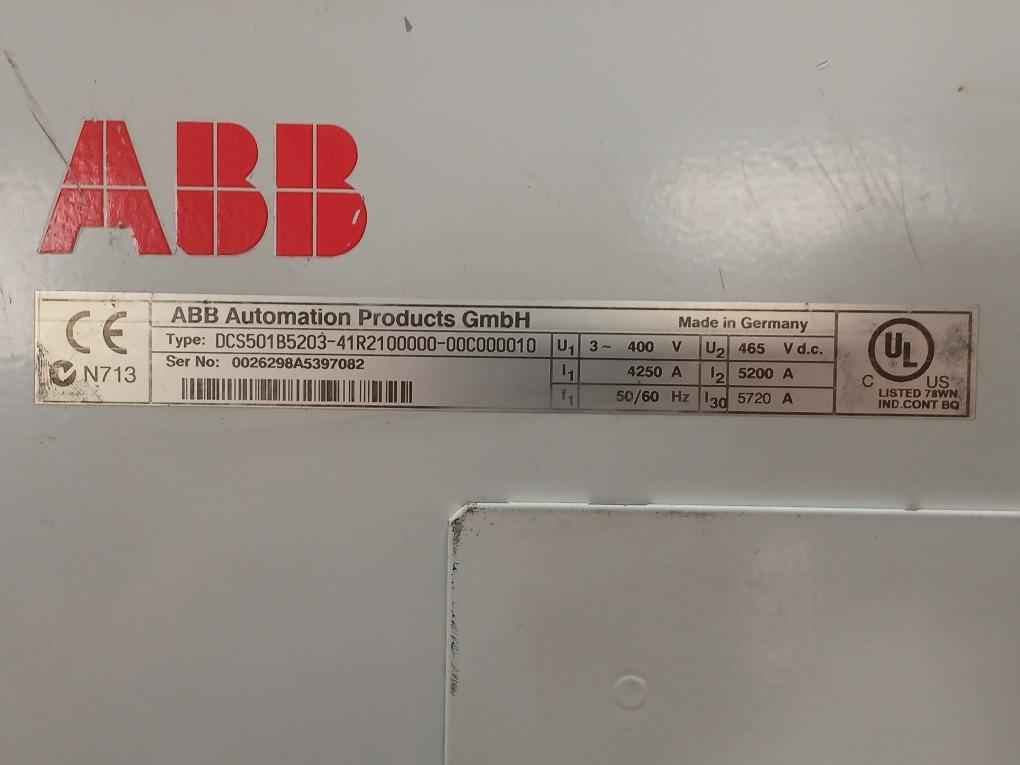 ABB
CE
N713
ABB Automation Products GmbH
Made in Germany
Type: DCS501B5203-41R2100000-00C000010
Ser No: 0026298A5397082
U1 3~ 400 V U2 465 V d.c.
I1 4250 A I2 5200 A
f1 50/60 Hz I30 5720 A
C UL US
LISTED 78WN
IND.CONT BQ